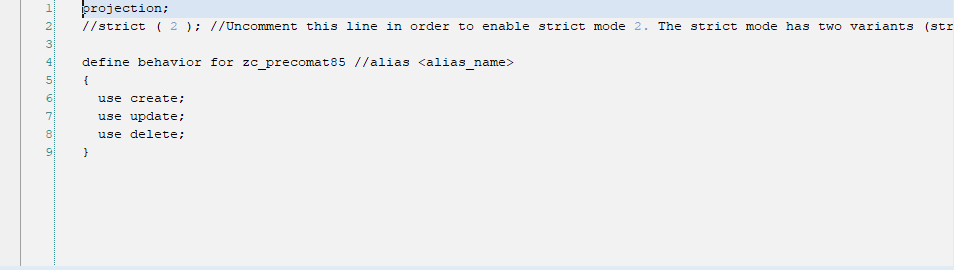 1 projection;
2 //strict ( 2 ); //Uncomment this line in order to enable strict mode 2. The strict mode has two variants (str
3
4 define behavior for zc_precomat85 //alias <alias_name>
5 {
6 use create;
7 use update;
8 use delete;
9 }